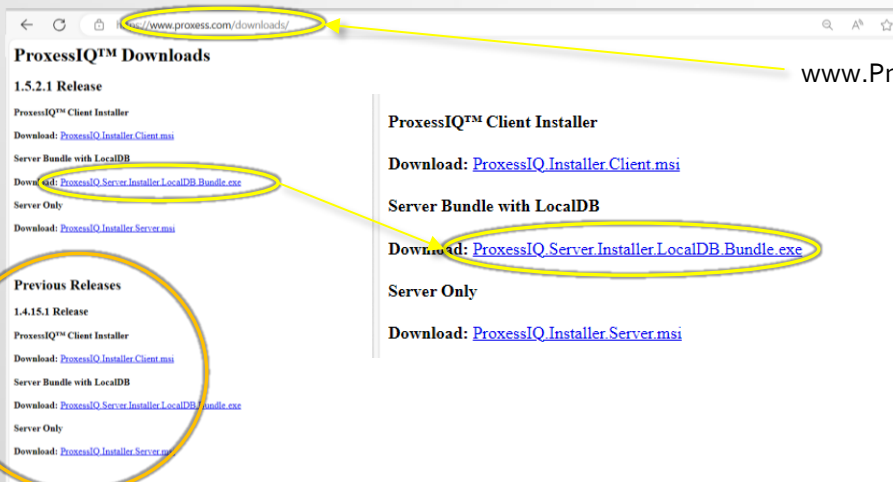 s://www.proxess.com/downloads/
ProxessIQ™ Downloads
1.5.2.1 Release
ProxessIQ™ Client Installer
Download: ProxessIQ.Installer.Client.msi
Server Bundle with LocalDB
Download: ProxessIQ.Server.Installer.LocalDB.Bundle.exe
Server Only
Download: ProxessIQ.Installer.Server.msi
Previous Releases
1.4.15.1 Release
ProxessIQ™ Client Installer
Download: ProxessIQ.Installer.Client.msi
Server Bundle with LocalDB
Download: ProxessIQ.Server.Installer.LocalDB.Bundle.exe
Server Only
Download: ProxessIQ.Installer.Server.msi
www.Pr
ProxessIQ™ Client Installer
Download: ProxessIQ.Installer.Client.msi
Server Bundle with LocalDB
Download: ProxessIQ.Server.Installer.LocalDB.Bundle.exe
Server Only
Download: ProxessIQ.Installer.Server.msi